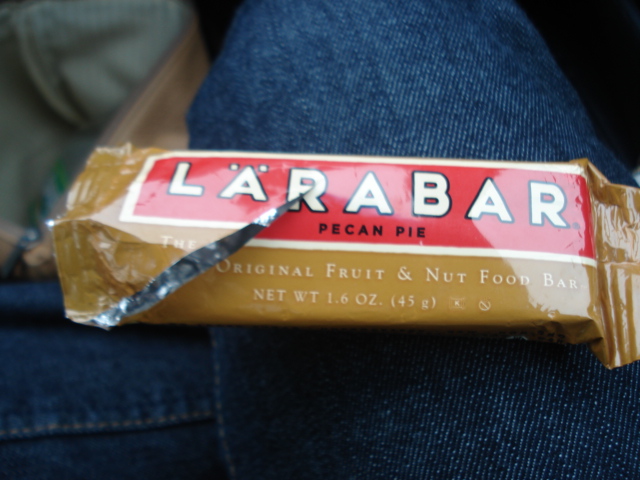 LÄRABAR
PECAN PIE
THE ORIGINAL FRUIT & NUT FOOD BAR
NET WT 1.6 OZ. (45 g)